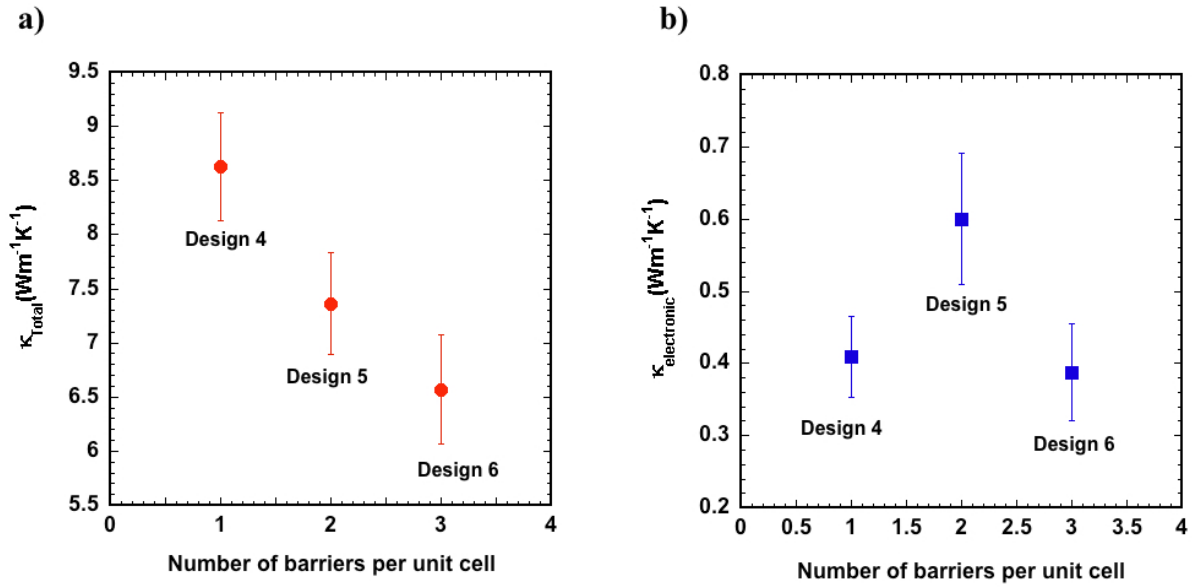 a)
9.5
9
8.5
8
7.5
7
6.5
6
5.5
κTotal(Wm-1K-1)
Design 4
Design 5
Design 6
0 1 2 3 4
Number of barriers per unit cell
b)
0.8
0.7
0.6
0.5
0.4
0.3
0.2
κelectronic(Wm-1K-1)
Design 5
Design 4
Design 6
0 0.5 1 1.5 2 2.5 3 3.5 4
Number of barriers per unit cell